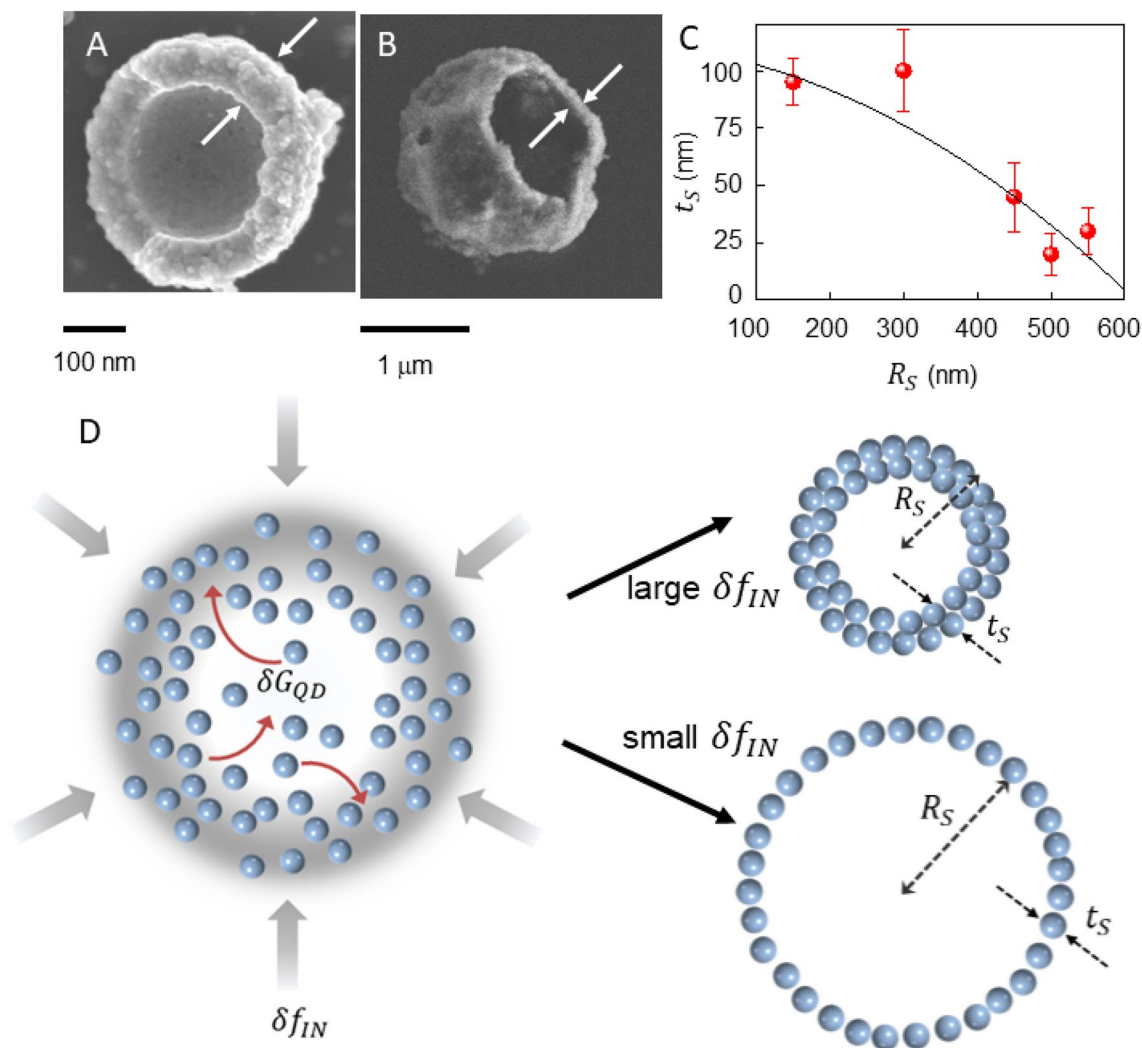 A
B
C
100
75
50
25
0
t_S (nm)
100 200 300 400 500 600
R_S (nm)
100 nm
1 μm
D
δG_QD
δf_IN
large δf_IN
R_S
t_S
small δf_IN
R_S
t_S